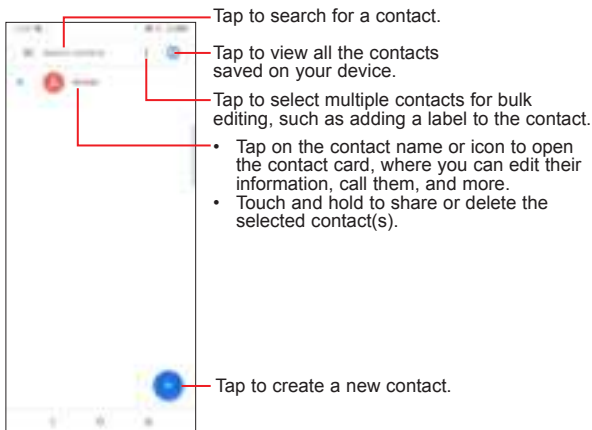 Tap to search for a contact.
Tap to view all the contacts
saved on your device.
Tap to select multiple contacts for bulk
editing, such as adding a label to the contact.
• Tap on the contact name or icon to open
the contact card, where you can edit their
information, call them, and more.
• Touch and hold to share or delete the
selected contact(s).
Tap to create a new contact.